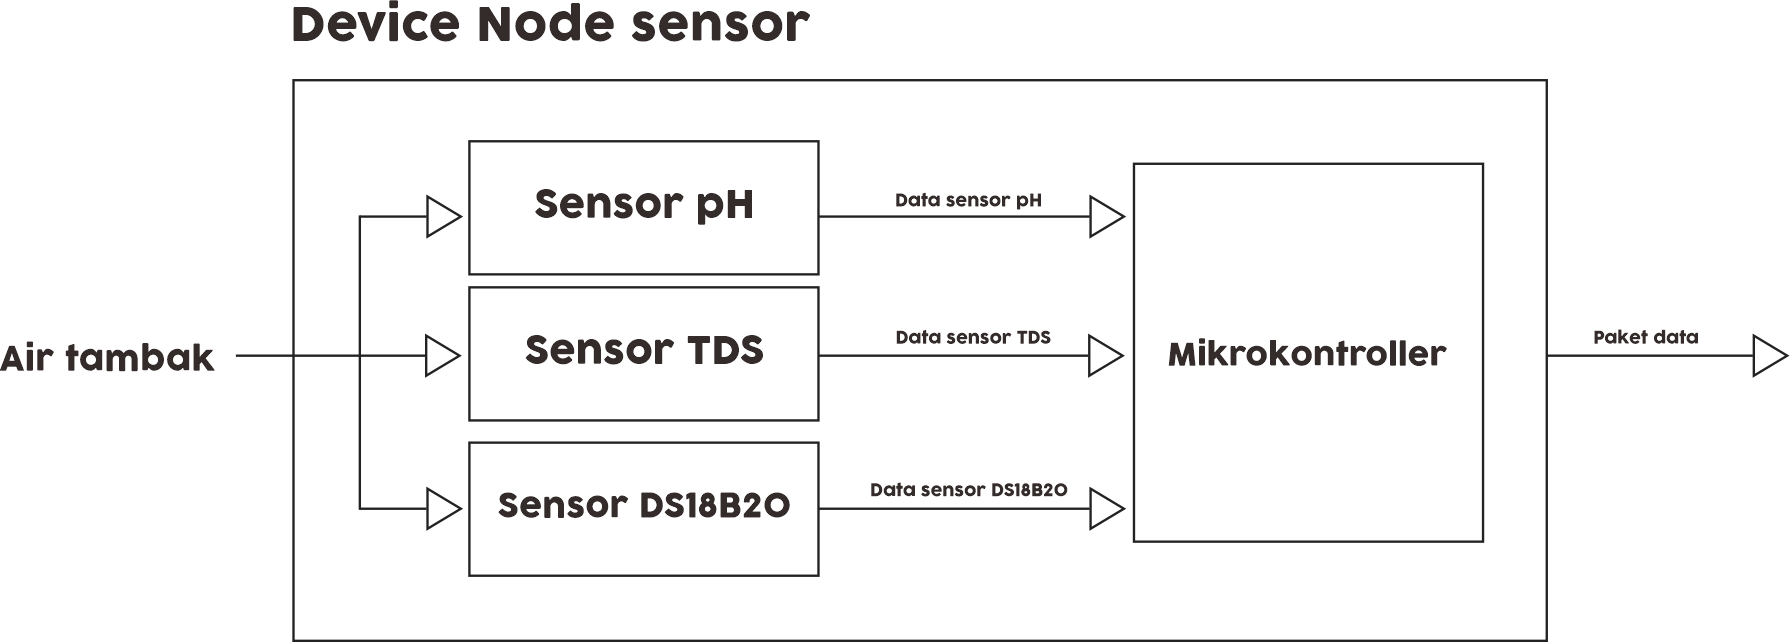 Device Node sensor
Sensor pH
Data sensor pH
Air tambak
Sensor TDS
Data sensor TDS
Mikrokontroller
Paket data
Sensor DS18B20
Data sensor DS18B20